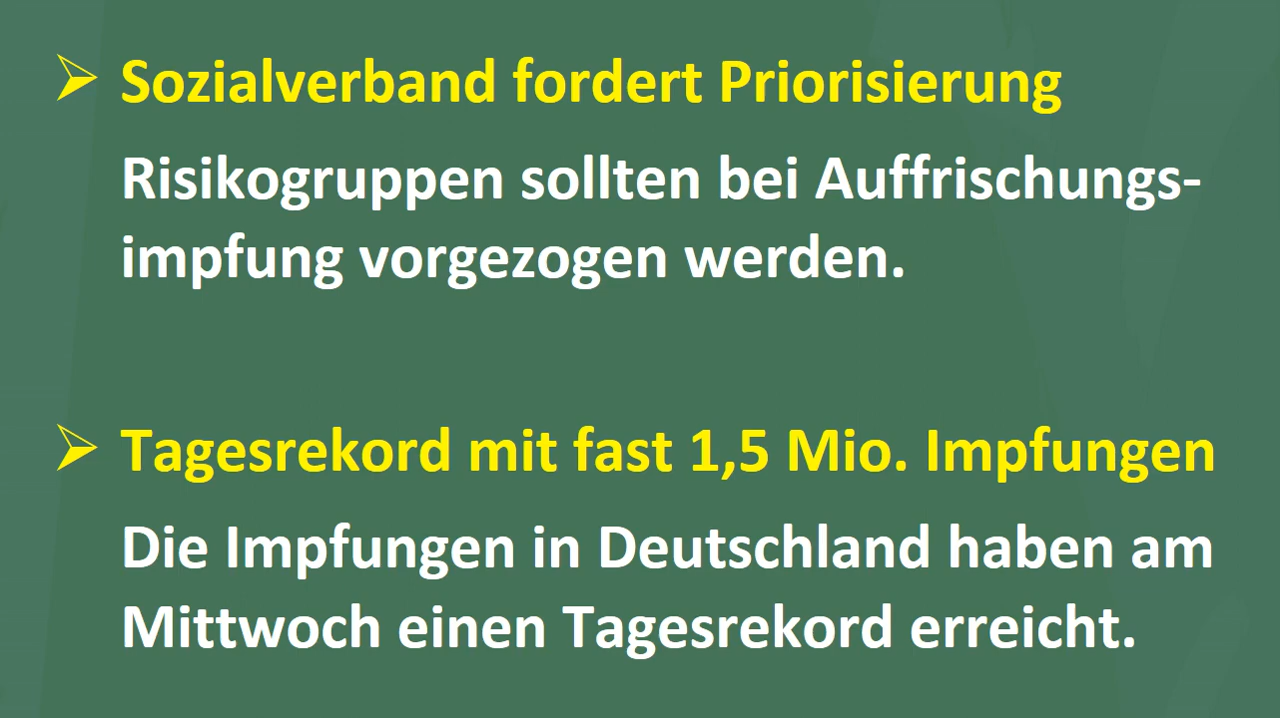 Sozialverband fordert Priorisierung
Risikogruppen sollten bei Auffrischungs-
impfung vorgezogen werden.
Tagesrekord mit fast 1,5 Mio. Impfungen
Die Impfungen in Deutschland haben am
Mittwoch einen Tagesrekord erreicht.